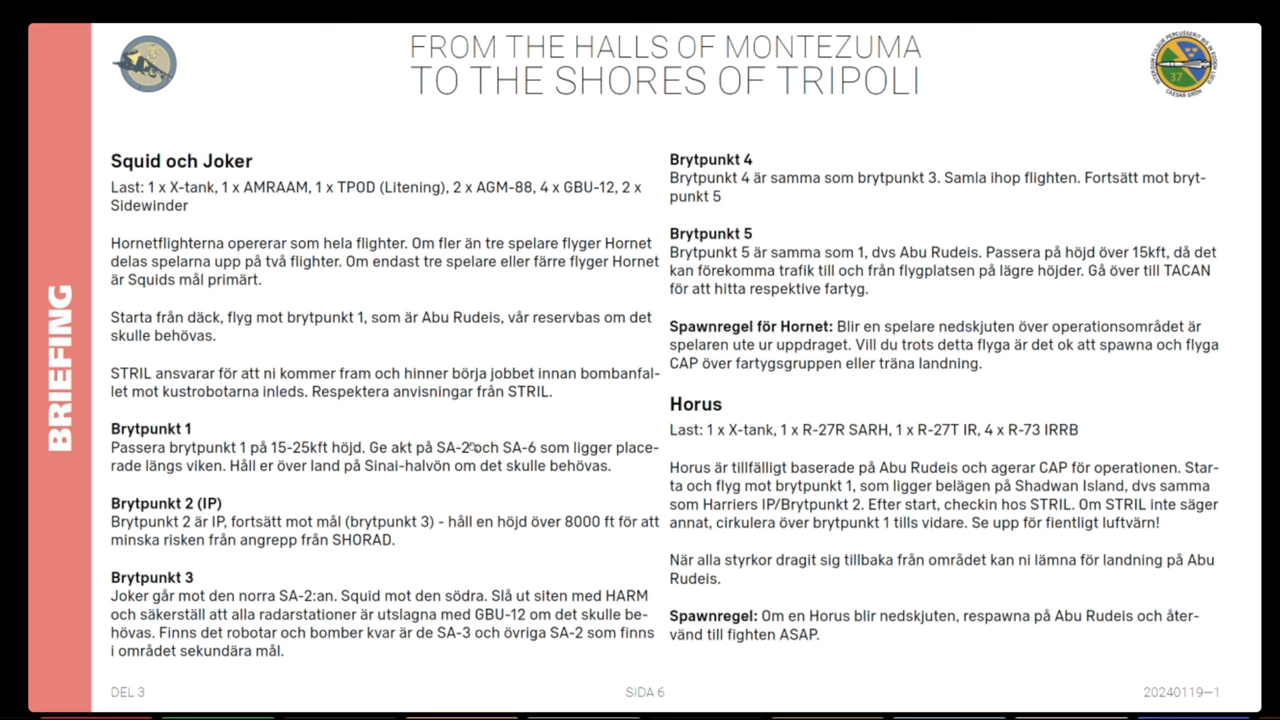 FROM THE HALLS OF MONTEZUMA
TO THE SHORES OF TRIPOLI
37
CAESAR GRÖN
BRIEFING
Squid och Joker
Last: 1 x X-tank, 1 x AMRAAM, 1 x TPOD (Litening), 2 x AGM-88, 4 x GBU-12, 2 x
Sidewinder
Hornetflighterna opererar som hela flighter. Om fler än tre spelare flyger Hornet
delas spelarna upp på två flighter. Om endast tre spelare eller färre flyger Hornet
är Squids mål primärt.
Starta från däck, flyg mot brytpunkt 1, som är Abu Rudeis, vår reservbas om det
skulle behövas.
STRIL ansvarar för att ni kommer fram och hinner börja jobbet innan bombanfal-
let mot kustrobotarna inleds. Respektera anvisningar från STRIL.
Brytpunkt 1
Passera brytpunkt 1 på 15-25kft höjd. Ge akt på SA-2 och SA-6 som ligger place-
rade längs viken. Håll er över land på Sinai-halvön om det skulle behövas.
Brytpunkt 2 (IP)
Brytpunkt 2 är IP, fortsätt mot mål (brytpunkt 3) - håll en höjd över 8000 ft för att
minska risken från angrepp från SHORAD.
Brytpunkt 3
Joker går mot den norra SA-2:an. Squid mot den södra. Slå ut siten med HARM
och säkerställ att alla radarstationer är utslagna med GBU-12 om det skulle be-
hövas. Finns det robotar och bomber kvar är de SA-3 och övriga SA-2 som finns
i området sekundära mål.
Brytpunkt 4
Brytpunkt 4 är samma som brytpunkt 3. Samla ihop flighten. Fortsätt mot bryt-
punkt 5
Brytpunkt 5
Brytpunkt 5 är samma som 1, dvs Abu Rudeis. Passera på höjd över 15kft, då det
kan förekomma trafik till och från flygplatsen på lägre höjder. Gå över till TACAN
för att hitta respektive fartyg.
Spawnregel för Hornet: Blir en spelare nedskjuten över operationsområdet är
spelaren ute ur uppdraget. Vill du trots detta flyga är det ok att spawna och flyga
CAP över fartygsgruppen eller träna landning.
Horus
Last: 1 x X-tank, 1 x R-27R SARH, 1 x R-27T IR, 4 x R-73 IRRB
Horus är tillfälligt baserade på Abu Rudeis och agerar CAP för operationen. Star-
ta och flyg mot brytpunkt 1, som ligger belägen på Shadwan Island, dvs samma
som Harriers IP/Brytpunkt 2. Efter start, checkin hos STRIL. Om STRIL inte säger
annat, cirkulera över brytpunkt 1 tills vidare. Se upp för fientligt luftvärn!
När alla styrkor dragit sig tillbaka från området kan ni lämna för landning på Abu
Rudeis.
Spawnregel: Om en Horus blir nedskjuten, respawna på Abu Rudeis och åter-
vänd till fighten ASAP.
DEL 3
SIDA 6
20240119—1